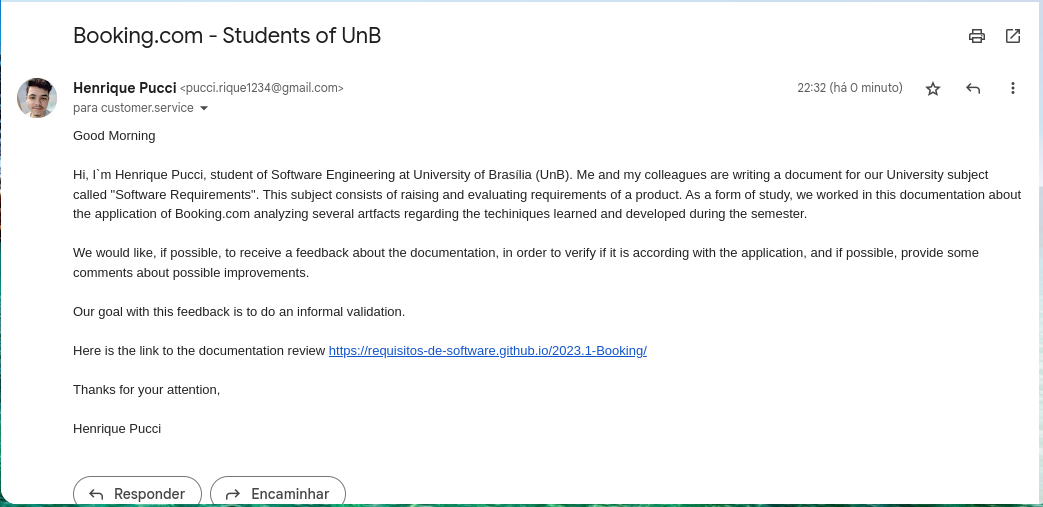 Booking.com - Students of UnB
Henrique Pucci <pucci.rique1234@gmail.com>
22:32 (há 0 minuto)
para customer.service
Good Morning
Hi, I`m Henrique Pucci, student of Software Engineering at University of Brasília (UnB). Me and my colleagues are writing a document for our University subject
called "Software Requirements". This subject consists of raising and evaluating requirements of a product. As a form of study, we worked in this documentation about
the application of Booking.com analyzing several artfacts regarding the techiniques learned and developed during the semester.
We would like, if possible, to receive a feedback about the documentation, in order to verify if it is according with the application, and if possible, provide some
comments about possible improvements.
Our goal with this feedback is to do an informal validation.
Here is the link to the documentation review https://requisitos-de-software.github.io/2023.1-Booking/
Thanks for your attention,
Henrique Pucci
Responder
Encaminhar